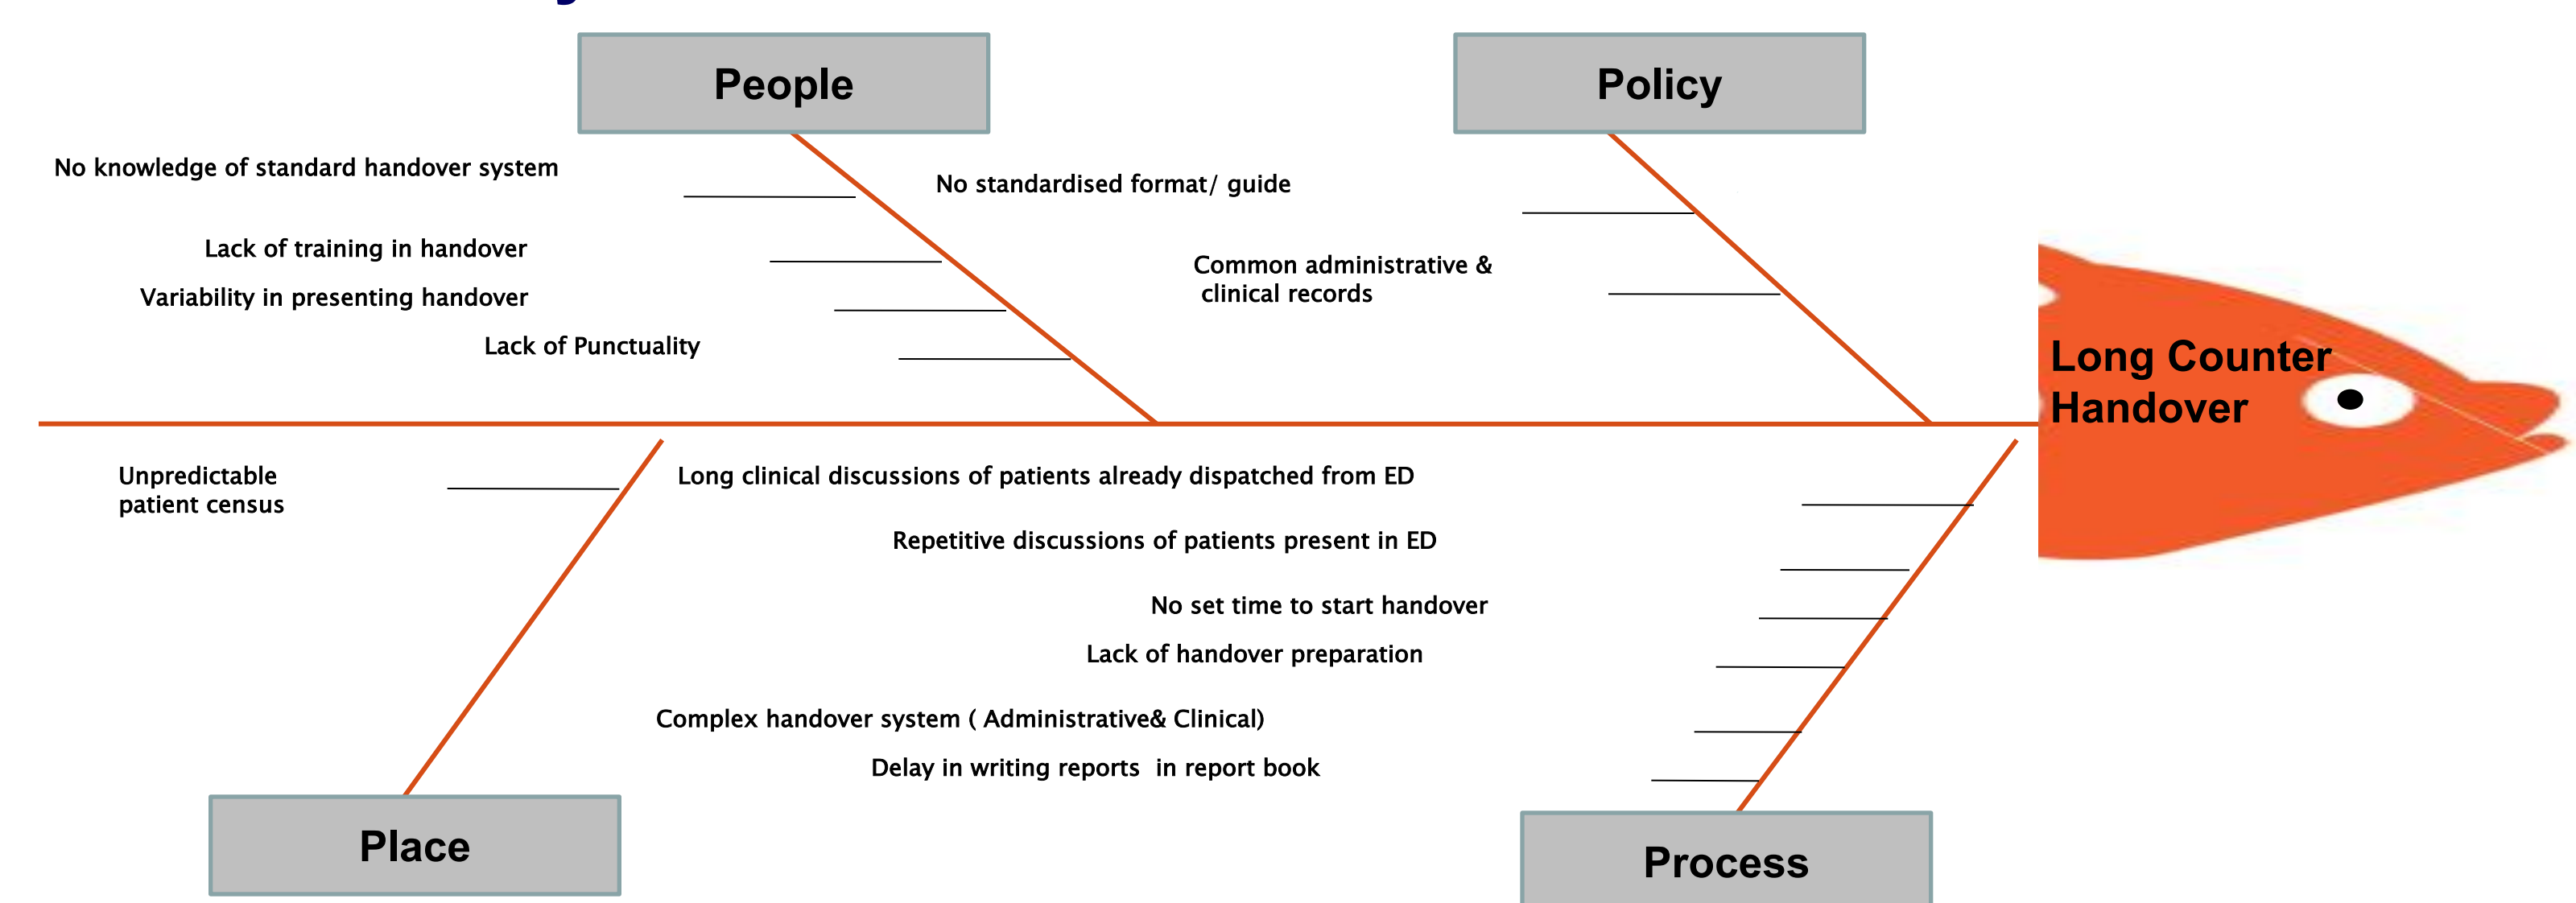 People
Policy
No knowledge of standard handover system
Lack of training in handover
Variability in presenting handover
Lack of Punctuality
No standardised format/ guide
Common administrative &
clinical records
Long Counter
Handover
Unpredictable
patient census
Long clinical discussions of patients already dispatched from ED
Repetitive discussions of patients present in ED
No set time to start handover
Lack of handover preparation
Complex handover system ( Administrative& Clinical)
Delay in writing reports  in report book
Place
Process